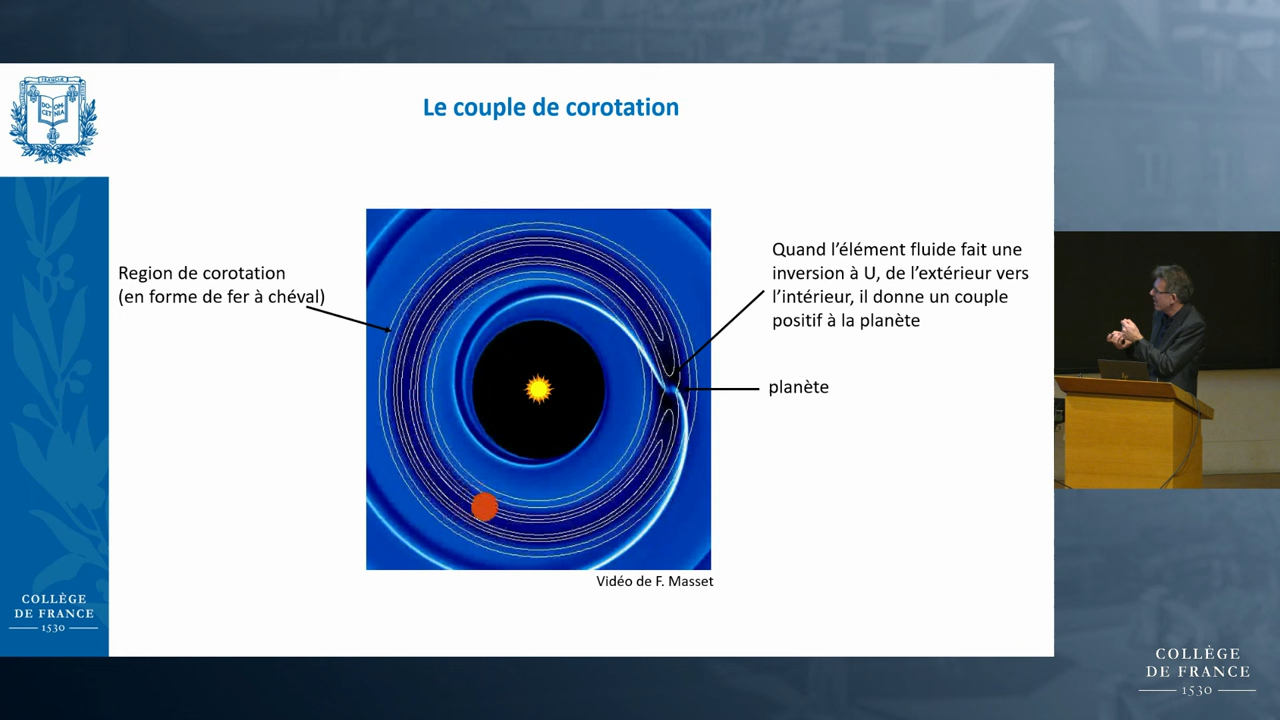 Le couple de corotation
Region de corotation
(en forme de fer à chéval)
Quand l'élément fluide fait une
inversion à U, de l'extérieur vers
l'intérieur, il donne un couple
positif à la planète
planète
Vidéo de F. Masset
COLLÈGE
DE FRANCE
1530
COLLÈGE
DE FRANCE
1530